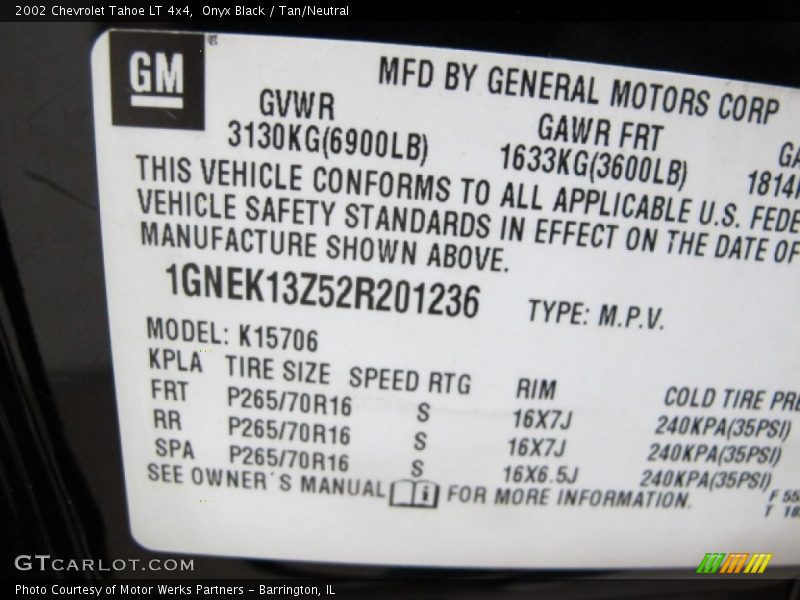 2002 Chevrolet Tahoe LT 4x4, Onyx Black / Tan/Neutral
GM
MFD BY GENERAL MOTORS CORP
GVWR GAWR FRT
3130KG(6900LB) 1633KG(3600LB)
THIS VEHICLE CONFORMS TO ALL APPLICABLE U.S.
VEHICLE SAFETY STANDARDS IN EFFECT ON THE DATE OF
MANUFACTURE SHOWN ABOVE.
1GNEK13Z52R201236 TYPE: M.P.V.
MODEL: K15706
KPLA TIRE SIZE SPEED RTG RIM COLD TIRE
FRT P265/70R16 S 16X7J 240KPA(35PSI)
RR P265/70R16 S 16X7J 240KPA(35PSI)
SPA P265/70R16 S 16X6.5J 240KPA(35PSI)
SEE OWNER'S MANUAL i FOR MORE INFORMATION.
GTCARLOT.COM
Photo Courtesy of Motor Werks Partners - Barrington, IL